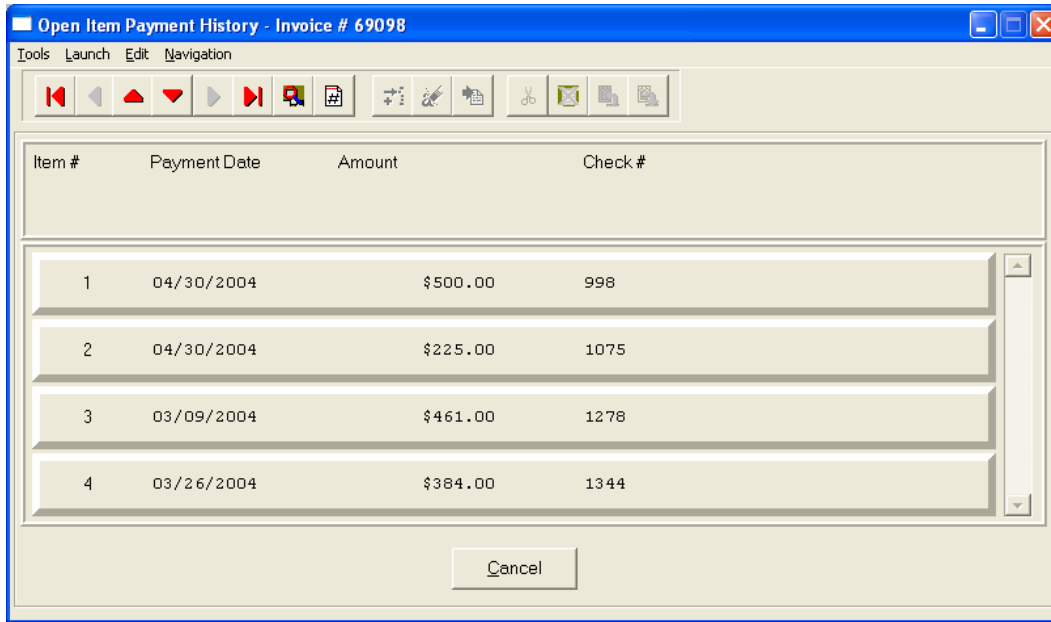 Open Item Payment History - Invoice # 69098
Tools Launch Edit Navigation
#
Item # Payment Date Amount Check #
1 04/30/2004 $500.00 998
2 04/30/2004 $225.00 1075
3 03/09/2004 $461.00 1278
4 03/26/2004 $384.00 1344
Cancel